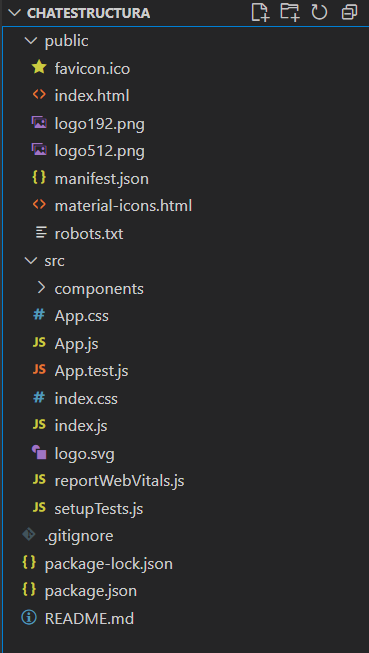 CHATESTRUCTURA
public
favicon.ico
index.html
logo192.png
logo512.png
manifest.json
material-icons.html
robots.txt
src
components
App.css
App.js
App.test.js
index.css
index.js
logo.svg
reportWebVitals.js
setupTests.js
.gitignore
package-lock.json
package.json
README.md